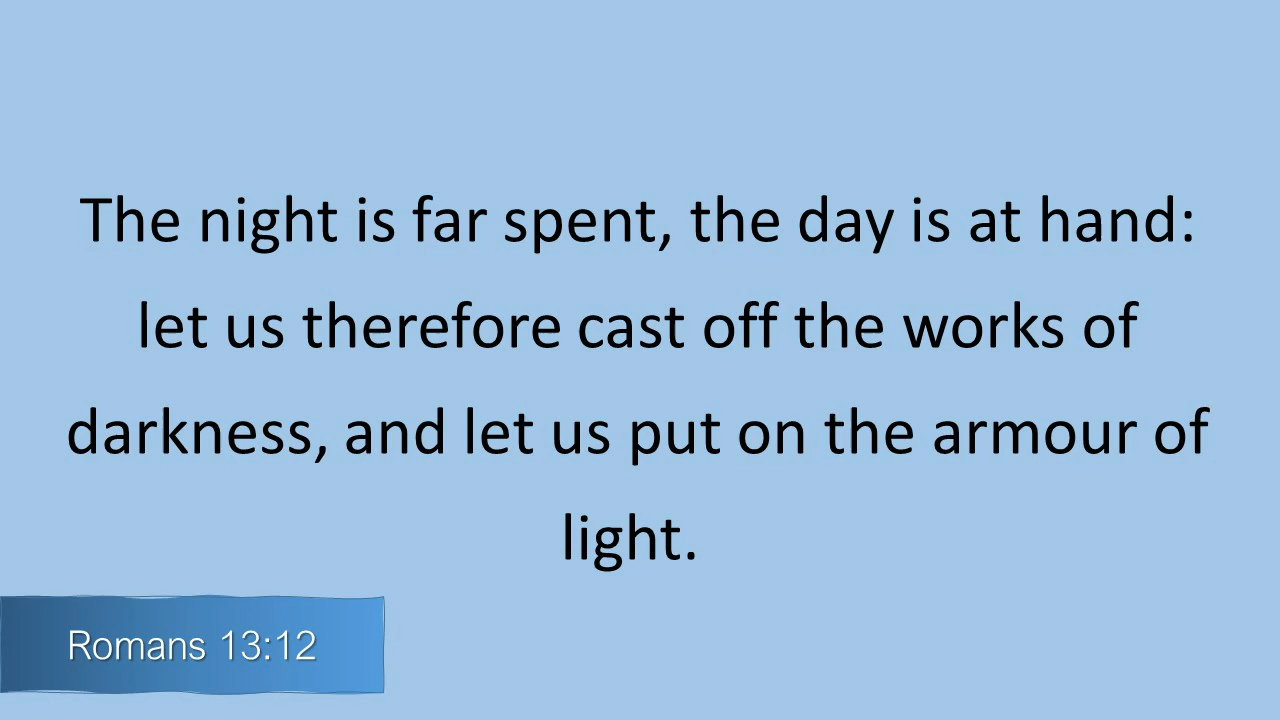 The night is far spent, the day is at hand:
let us therefore cast off the works of
darkness, and let us put on the armour of
light.
Romans 13:12